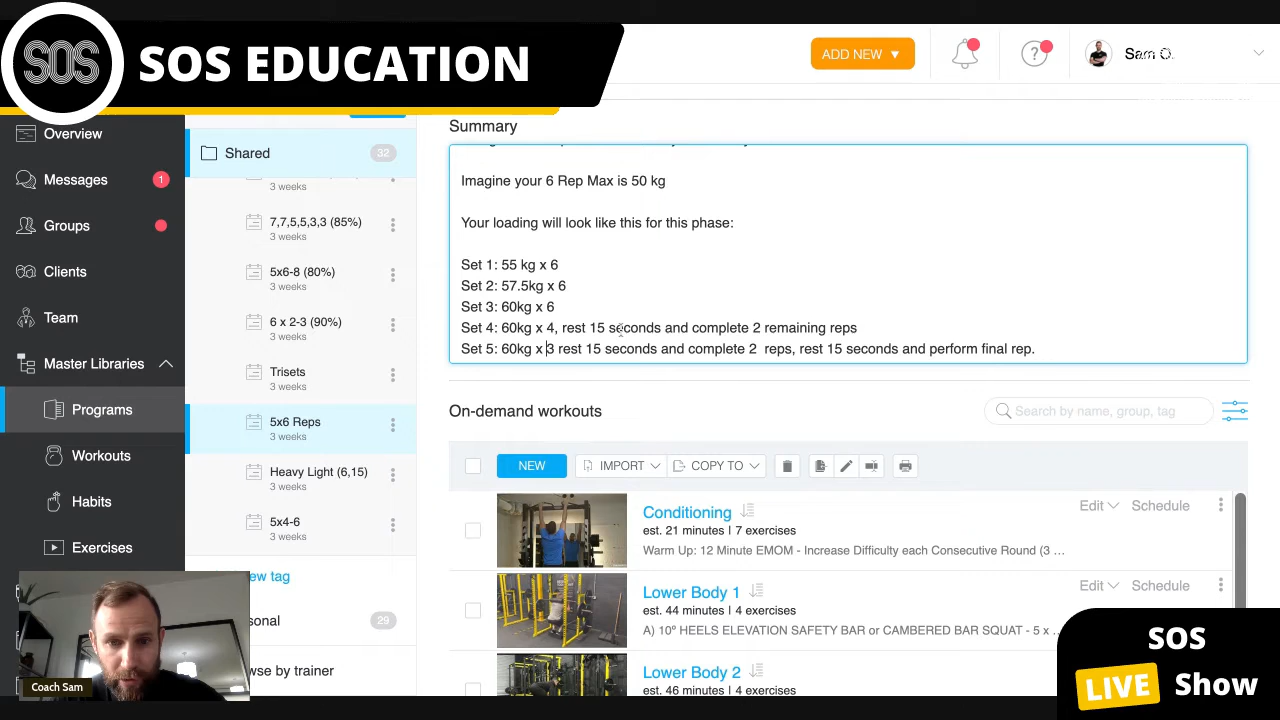 SOS
SOS EDUCATION
ADD NEW
?
Overview
Messages
1
Groups
Clients
Team
Master Libraries
Programs
Workouts
Habits
Exercises
Coach Sam
Shared
32
3 weeks
7,7,5,5,3,3 (85%)
3 weeks
5x6-8 (80%)
3 weeks
6 x 2-3 (90%)
3 weeks
Trisets
3 weeks
5x6 Reps
3 weeks
Heavy Light (6,15)
3 weeks
5x4-6
3 weeks
ew tag
sonal
29
wse by trainer
Summary
Imagine your 6 Rep Max is 50 kg
Your loading will look like this for this phase:
Set 1: 55 kg x 6
Set 2: 57.5kg x 6
Set 3: 60kg x 6
Set 4: 60kg x 4, rest 15 seconds and complete 2 remaining reps
Set 5: 60kg x 3 rest 15 seconds and complete 2  reps, rest 15 seconds and perform final rep.
On-demand workouts
Search by name, group, tag
NEW
IMPORT
COPY TO
Conditioning
est. 21 minutes | 7 exercises
Warm Up: 12 Minute EMOM - Increase Difficulty each Consecutive Round (3 …
Edit
Schedule
Lower Body 1
est. 44 minutes | 4 exercises
A) 10º HEELS ELEVATION SAFETY BAR or CAMBERED BAR SQUAT - 5 x …
Edit
Schedule
Lower Body 2
est. 46 minutes | 4 exercises
SOS
LIVE Show